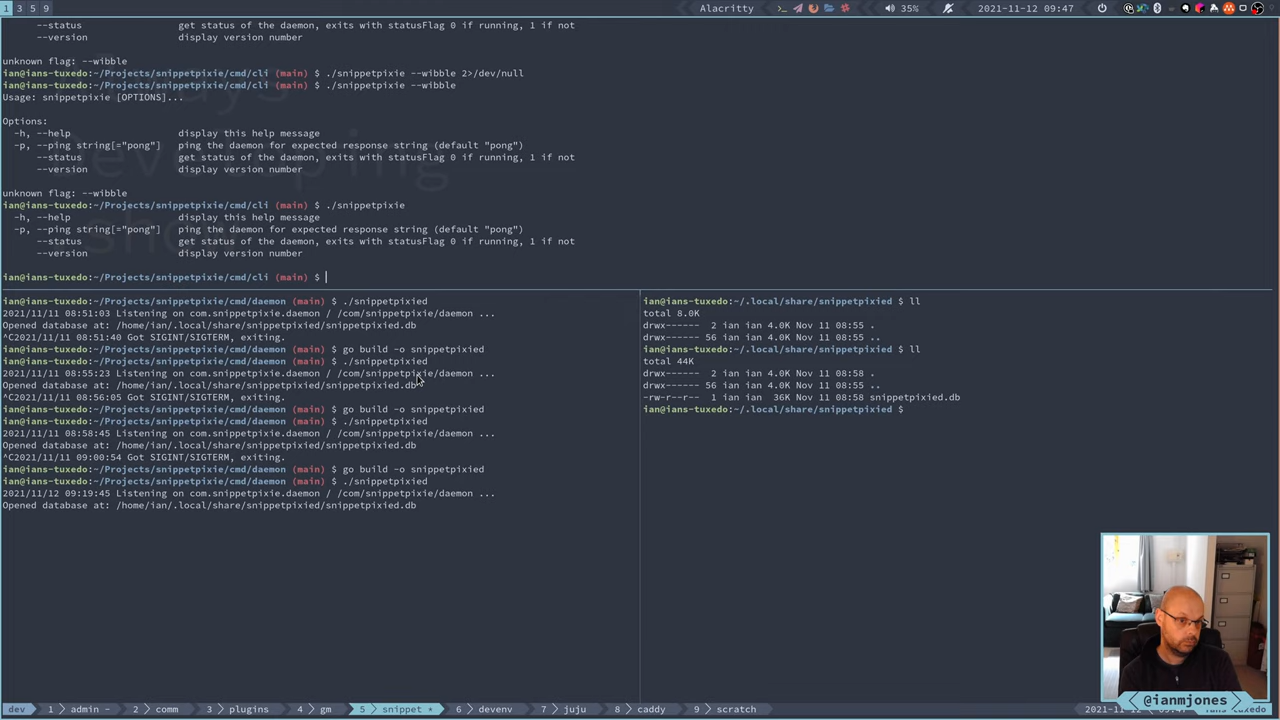 1 3 5 9
Alacritty
35%
2021-11-12 09:47
--status get status of the daemon, exits with statusFlag 0 if running, 1 if not
--version display version number
unknown flag: --wibble
ian@ians-tuxedo:~/Projects/snippetpixie/cmd/cli (main) $ ./snippetpixie --wibble 2>/dev/null
ian@ians-tuxedo:~/Projects/snippetpixie/cmd/cli (main) $ ./snippetpixie --wibble
Usage: snippetpixie [OPTIONS]...
Options:
-h, --help display this help message
-p, --ping string[="pong"] ping the daemon for expected response string (default "pong")
--status get status of the daemon, exits with statusFlag 0 if running, 1 if not
--version display version number
unknown flag: --wibble
ian@ians-tuxedo:~/Projects/snippetpixie/cmd/cli (main) $ ./snippetpixie
-h, --help display this help message
-p, --ping string[="pong"] ping the daemon for expected response string (default "pong")
--status get status of the daemon, exits with statusFlag 0 if running, 1 if not
--version display version number
ian@ians-tuxedo:~/Projects/snippetpixie/cmd/cli (main) $
ian@ians-tuxedo:~/Projects/snippetpixie/cmd/daemon (main) $ ./snippetpixied
2021/11/11 08:51:03 Listening on com.snippetpixie.daemon / /com/snippetpixie/daemon ...
Opened database at: /home/ian/.local/share/snippetpixied/snippetpixied.db
^C2021/11/11 08:51:40 Got SIGINT/SIGTERM, exiting.
ian@ians-tuxedo:~/Projects/snippetpixie/cmd/daemon (main) $ go build -o snippetpixied
ian@ians-tuxedo:~/Projects/snippetpixie/cmd/daemon (main) $ ./snippetpixied
2021/11/11 08:55:23 Listening on com.snippetpixie.daemon / /com/snippetpixie/daemon ...
Opened database at: /home/ian/.local/share/snippetpixied/snippetpixied.db
^C2021/11/11 08:56:05 Got SIGINT/SIGTERM, exiting.
ian@ians-tuxedo:~/Projects/snippetpixie/cmd/daemon (main) $ go build -o snippetpixied
ian@ians-tuxedo:~/Projects/snippetpixie/cmd/daemon (main) $ ./snippetpixied
2021/11/11 08:58:45 Listening on com.snippetpixie.daemon / /com/snippetpixie/daemon ...
Opened database at: /home/ian/.local/share/snippetpixied/snippetpixied.db
^C2021/11/11 09:00:54 Got SIGINT/SIGTERM, exiting.
ian@ians-tuxedo:~/Projects/snippetpixie/cmd/daemon (main) $ go build -o snippetpixied
ian@ians-tuxedo:~/Projects/snippetpixie/cmd/daemon (main) $ ./snippetpixied
2021/11/12 09:19:45 Listening on com.snippetpixie.daemon / /com/snippetpixie/daemon ...
Opened database at: /home/ian/.local/share/snippetpixied/snippetpixied.db
ian@ians-tuxedo:~/.local/share/snippetpixied $ ll
total 8.0K
drwx------ 2 ian ian 4.0K Nov 11 08:55 .
drwx------ 56 ian ian 4.0K Nov 11 08:55 ..
ian@ians-tuxedo:~/.local/share/snippetpixied $ ll
total 44K
drwx------ 2 ian ian 4.0K Nov 11 08:58 .
drwx------ 56 ian ian 4.0K Nov 11 08:55 ..
-rw-r--r-- 1 ian ian 36K Nov 11 08:58 snippetpixied.db
ian@ians-tuxedo:~/.local/share/snippetpixied $
@ianmjones
dev 1 admin - 2 comm 3 plugins 4 gm 5 snippet * 6 devenv 7 juju 8 caddy 9 scratch